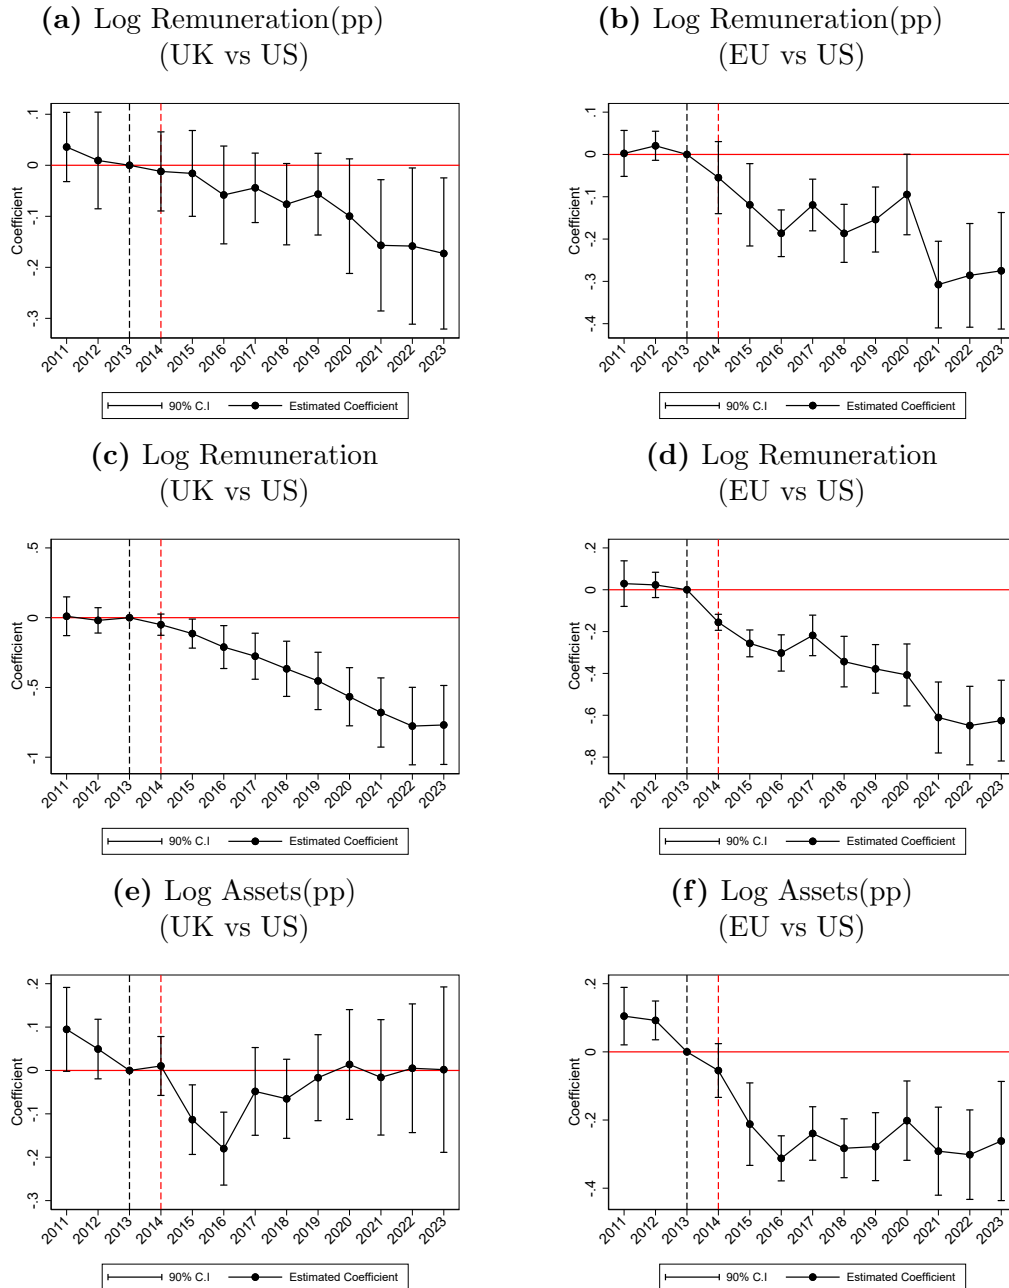 (a) Log Remuneration(pp)
(UK vs US)
.1
0
-.1
-.2
-.3
Coefficient
2011 2012 2013 2014 2015 2016 2017 2018 2019 2020 2021 2022 2023
90% C.I Estimated Coefficient
(b) Log Remuneration(pp)
(EU vs US)
.1
0
-.1
-.2
-.3
-.4
Coefficient
2011 2012 2013 2014 2015 2016 2017 2018 2019 2020 2021 2022 2023
90% C.I Estimated Coefficient
(c) Log Remuneration
(UK vs US)
.5
0
-.5
-1
Coefficient
2011 2012 2013 2014 2015 2016 2017 2018 2019 2020 2021 2022 2023
90% C.I Estimated Coefficient
(d) Log Remuneration
(EU vs US)
.2
0
-.2
-.4
-.6
-.8
Coefficient
2011 2012 2013 2014 2015 2016 2017 2018 2019 2020 2021 2022 2023
90% C.I Estimated Coefficient
(e) Log Assets(pp)
(UK vs US)
.2
.1
0
-.1
-.2
-.3
Coefficient
2011 2012 2013 2014 2015 2016 2017 2018 2019 2020 2021 2022 2023
90% C.I Estimated Coefficient
(f) Log Assets(pp)
(EU vs US)
.2
0
-.2
-.4
Coefficient
2011 2012 2013 2014 2015 2016 2017 2018 2019 2020 2021 2022 2023
90% C.I Estimated Coefficient